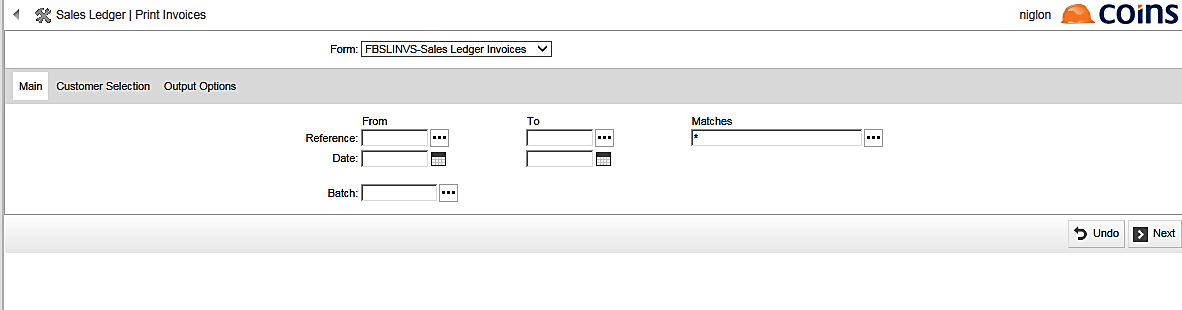 Sales Ledger | Print Invoices
niglon
coins
Form: FBSLINVS-Sales Ledger Invoices
Main Customer Selection Output Options
From To Matches
Reference: *
Date:
Batch:
Undo Next